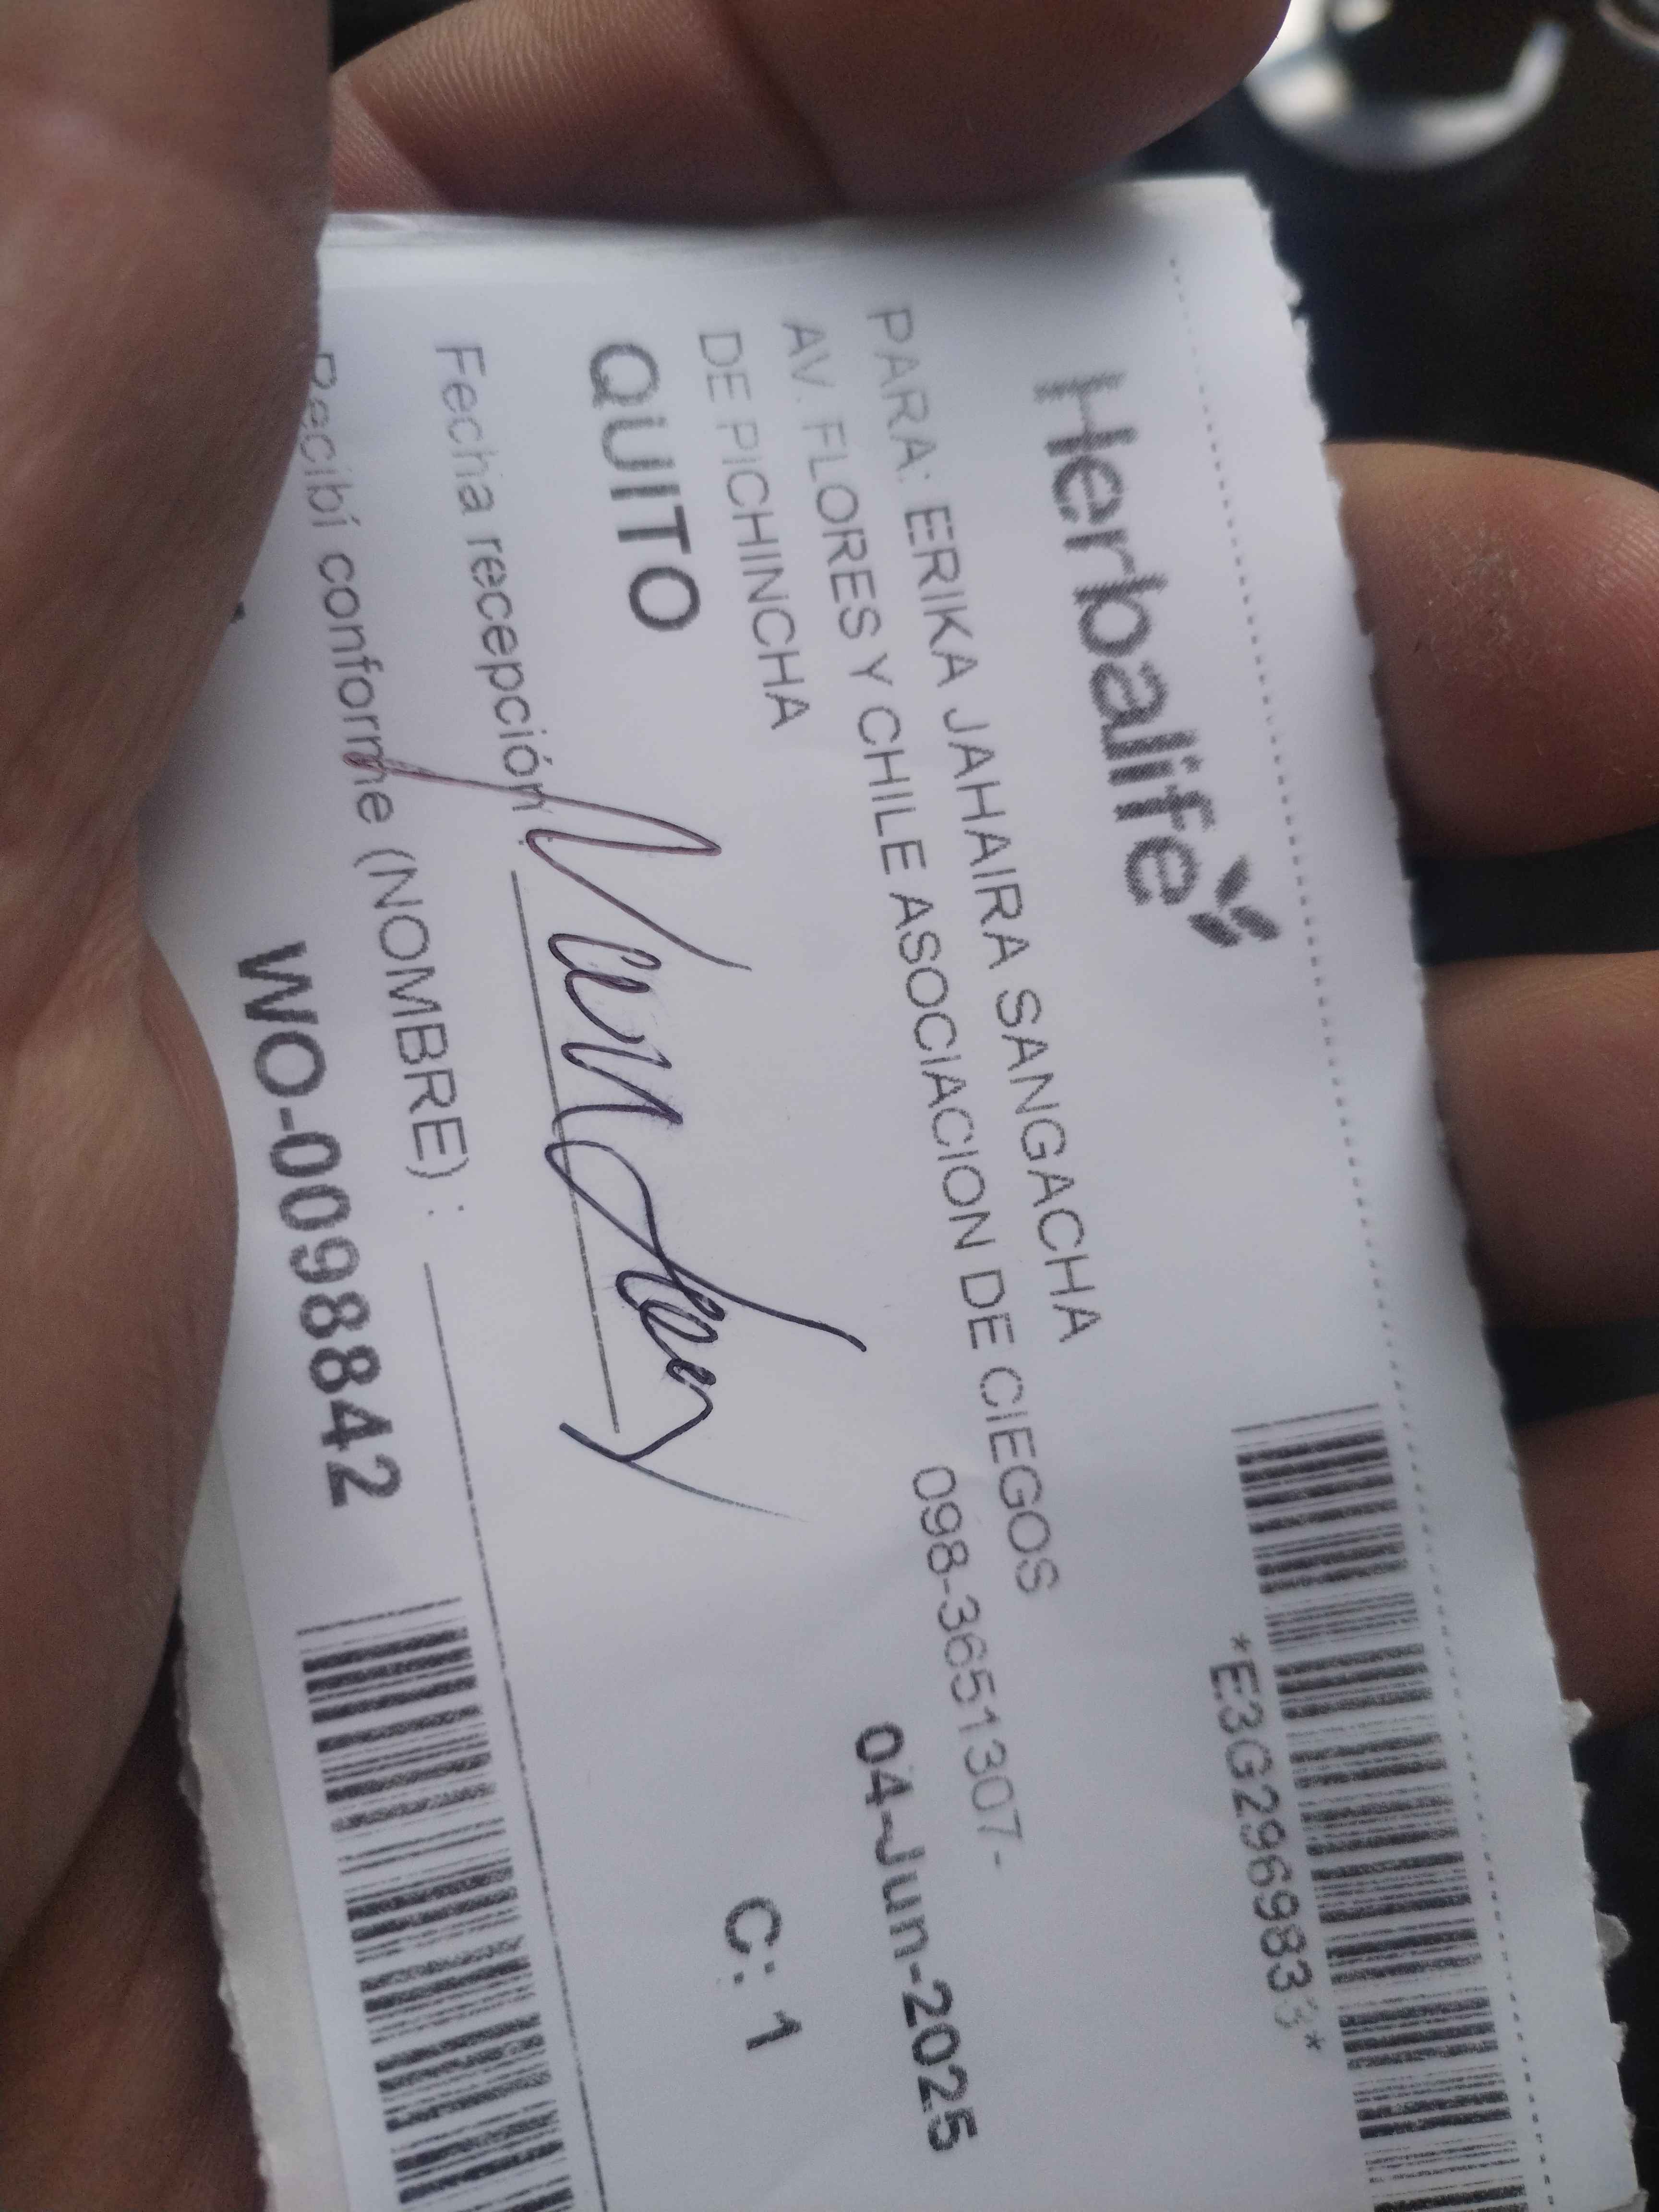 Herbalife
*E3G2969833*
PARA: ERIKA JAHAIRA SANGACHA
AV. FLORES Y CHILE ASOCIACION DE CIEGOS
DE PICHINCHA
098-3651307-
04-Jun-2025
QUITO
C: 1
Fecha recepción:
Recibí conforme (NOMBRE) :
WO-0098842